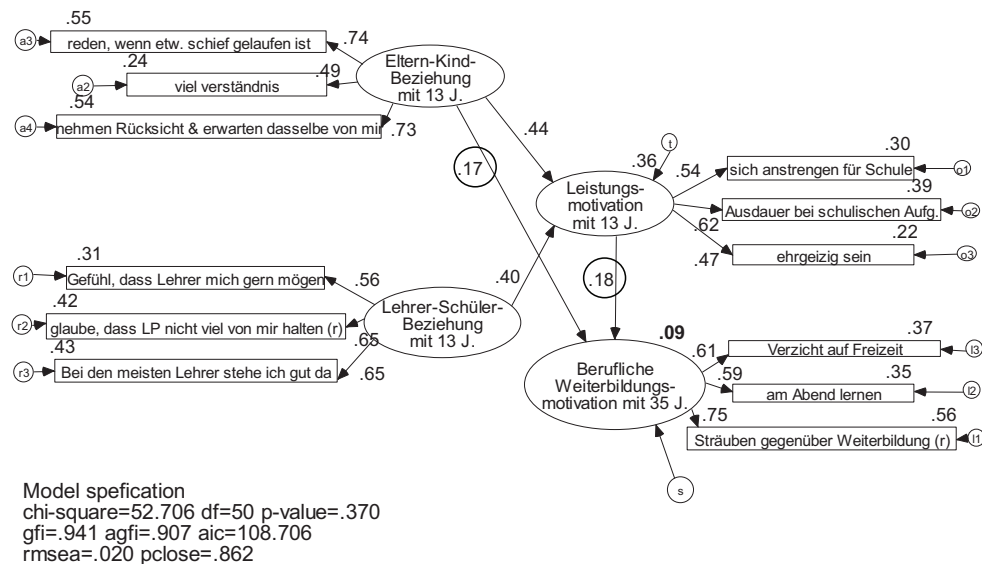 .55
a3
reden, wenn etw. schief gelaufen ist
.74
.24
a2
viel verständnis
.49
.54
a4
nehmen Rücksicht & erwarten dasselbe von mir
.73
Eltern-Kind-
Beziehung
mit 13 J.
.44
.17
t
.36
Leistungs-
motivation
mit 13 J.
.54
.30
sich anstrengen für Schule
o1
.39
Ausdauer bei schulischen Aufg.
o2
.62
.22
ehrgeizig sein
o3
.47
.31
r1
Gefühl, dass Lehrer mich gern mögen
.56
.42
r2
glaube, dass LP nicht viel von mir halten (r)
.65
.43
r3
Bei den meisten Lehrer stehe ich gut da
.65
Lehrer-Schüler-
Beziehung
mit 13 J.
.40
.18
.09
Berufliche
Weiterbildungs-
motivation mit 35 J.
.61
.37
Verzicht auf Freizeit
l3
.59
.35
am Abend lernen
l2
.75
.56
Sträuben gegenüber Weiterbildung (r)
l1
s
Model spefication
chi-square=52.706 df=50 p-value=.370
gfi=.941 agfi=.907 aic=108.706
rmsea=.020 pclose=.862